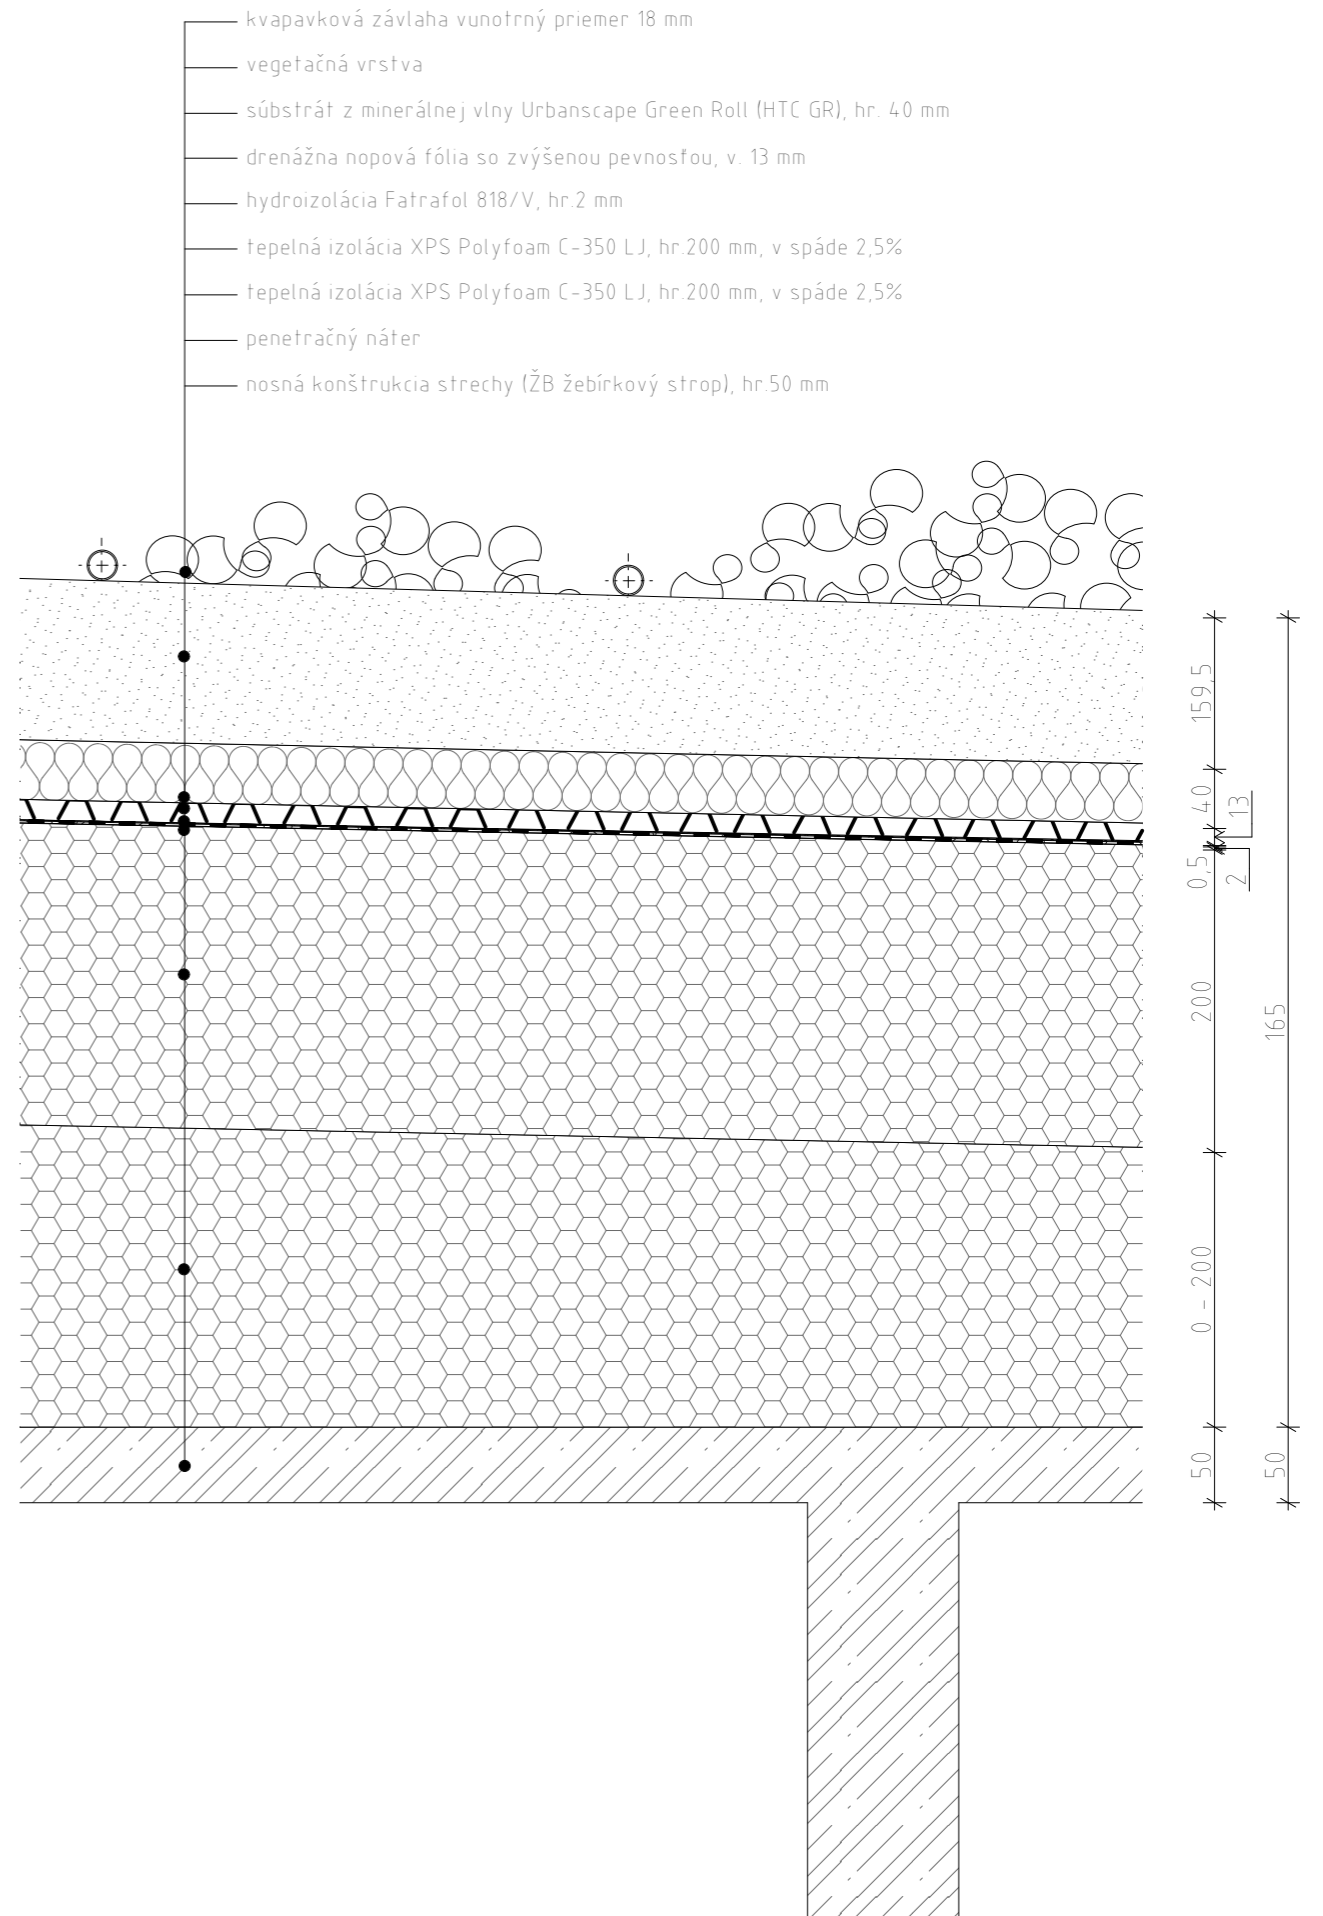 kvapavková závlaha vunotrný priemer 18 mm
vegetačná vrstva
súbstrát z minerálnej vlny Urbanscape Green Roll (HTC GR), hr. 40 mm
drenážna nopová fólia so zvýšenou pevnosťou, v. 13 mm
hydroizolácia Fatrafol 818/V, hr.2 mm
tepelná izolácia XPS Polyfoam C-350 LJ, hr.200 mm, v spáde 2,5%
tepelná izolácia XPS Polyfoam C-350 LJ, hr.200 mm, v spáde 2,5%
penetračný náter
nosná konštrukcia strechy (ŽB žebírkový strop), hr.50 mm
159,5
40
13
0,5
2
200
165
0 - 200
50
50